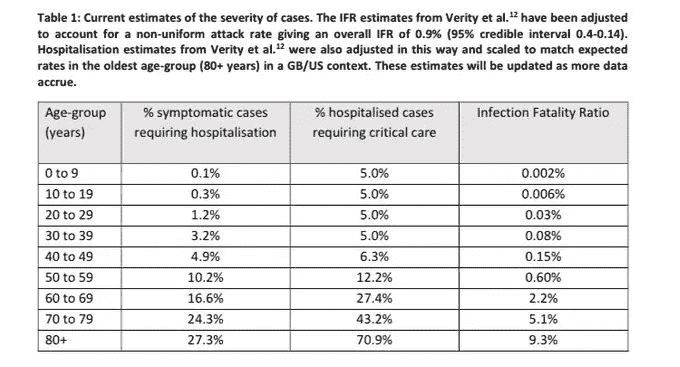 Table 1: Current estimates of the severity of cases. The IFR estimates from Verity et al.12 have been adjusted
to account for a non-uniform attack rate giving an overall IFR of 0.9% (95% credible interval 0.4-0.14).
Hospitalisation estimates from Verity et al.12 were also adjusted in this way and scaled to match expected
rates in the oldest age-group (80+ years) in a GB/US context. These estimates will be updated as more data
accrue.
Age-group (years) % symptomatic cases requiring hospitalisation % hospitalised cases requiring critical care Infection Fatality Ratio
0 to 9 0.1% 5.0% 0.002%
10 to 19 0.3% 5.0% 0.006%
20 to 29 1.2% 5.0% 0.03%
30 to 39 3.2% 5.0% 0.08%
40 to 49 4.9% 6.3% 0.15%
50 to 59 10.2% 12.2% 0.60%
60 to 69 16.6% 27.4% 2.2%
70 to 79 24.3% 43.2% 5.1%
80+ 27.3% 70.9% 9.3%